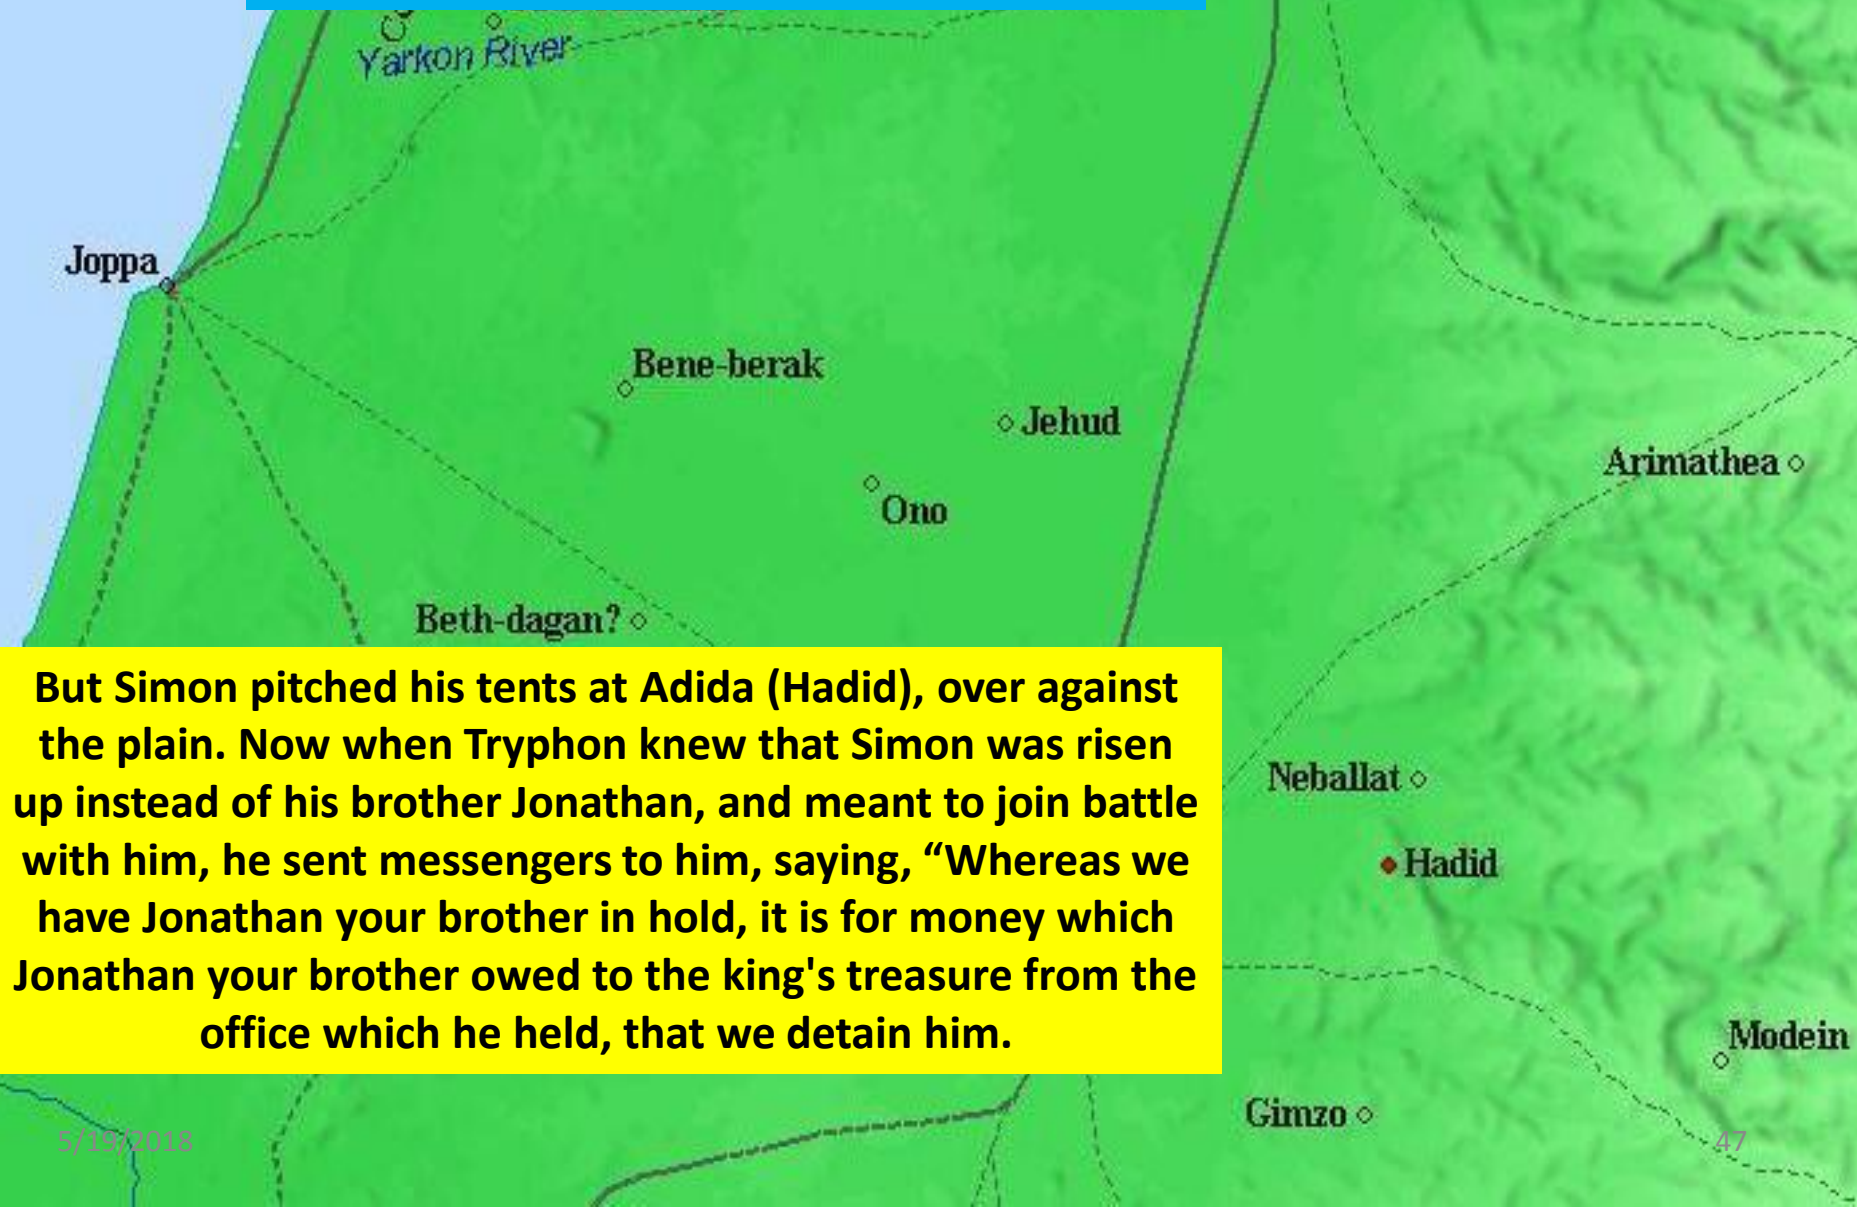 Yarkon River
Joppa
Bene-berak
Jehud
Arimathea
Ono
Beth-dagan?
But Simon pitched his tents at Adida (Hadid), over against
the plain. Now when Tryphon knew that Simon was risen
up instead of his brother Jonathan, and meant to join battle
with him, he sent messengers to him, saying, “Whereas we
have Jonathan your brother in hold, it is for money which
Jonathan your brother owed to the king's treasure from the
office which he held, that we detain him.
Neballat
Hadid
Modein
Gimzo
5/19/2018
47